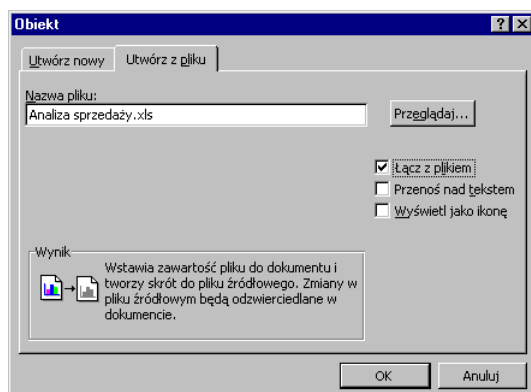 Obiekt
Utwórz nowy
Utwórz z pliku
Nazwa pliku:
Analiza sprzedaży.xls
Przeglądaj...
Łącz z plikiem
Przenoś nad tekstem
Wyświetl jako ikonę
Wynik
Wstawia zawartość pliku do dokumentu i
tworzy skrót do pliku źródłowego. Zmiany w
pliku źródłowym będą odzwierciedlane w
dokumencie.
OK
Anuluj